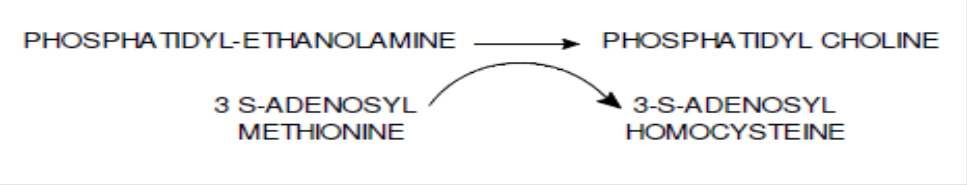 PHOSPHATIDYL-ETHANOLAMINE PHOSPHATIDYL CHOLINE
3 S-ADENOSYL 3-S-ADENOSYL
METHIONINE HOMOCYSTEINE